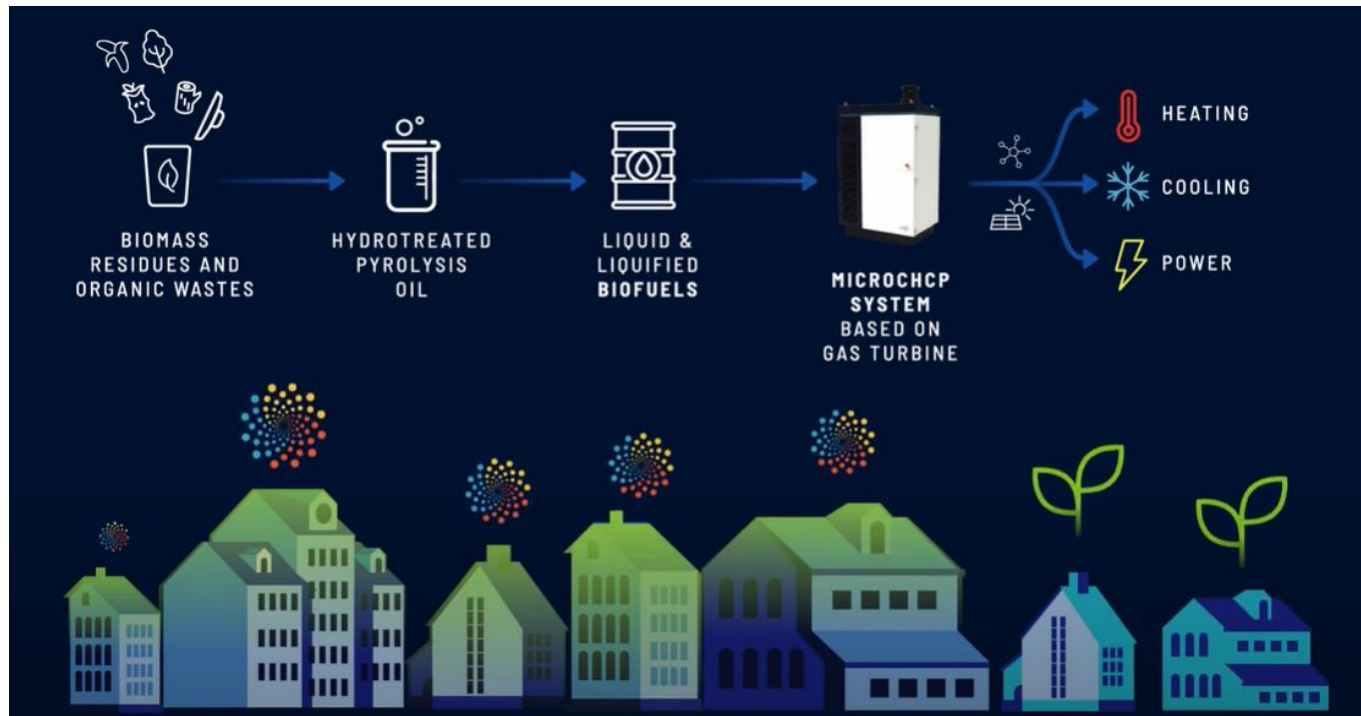 BIOMASS
RESIDUES AND
ORGANIC WASTES
HYDROTREATED
PYROLYSIS
OIL
LIQUID &
LIQUIFIED
BIOFUELS
MICROCHCP
SYSTEM
BASED ON
GAS TURBINE
HEATING
COOLING
POWER